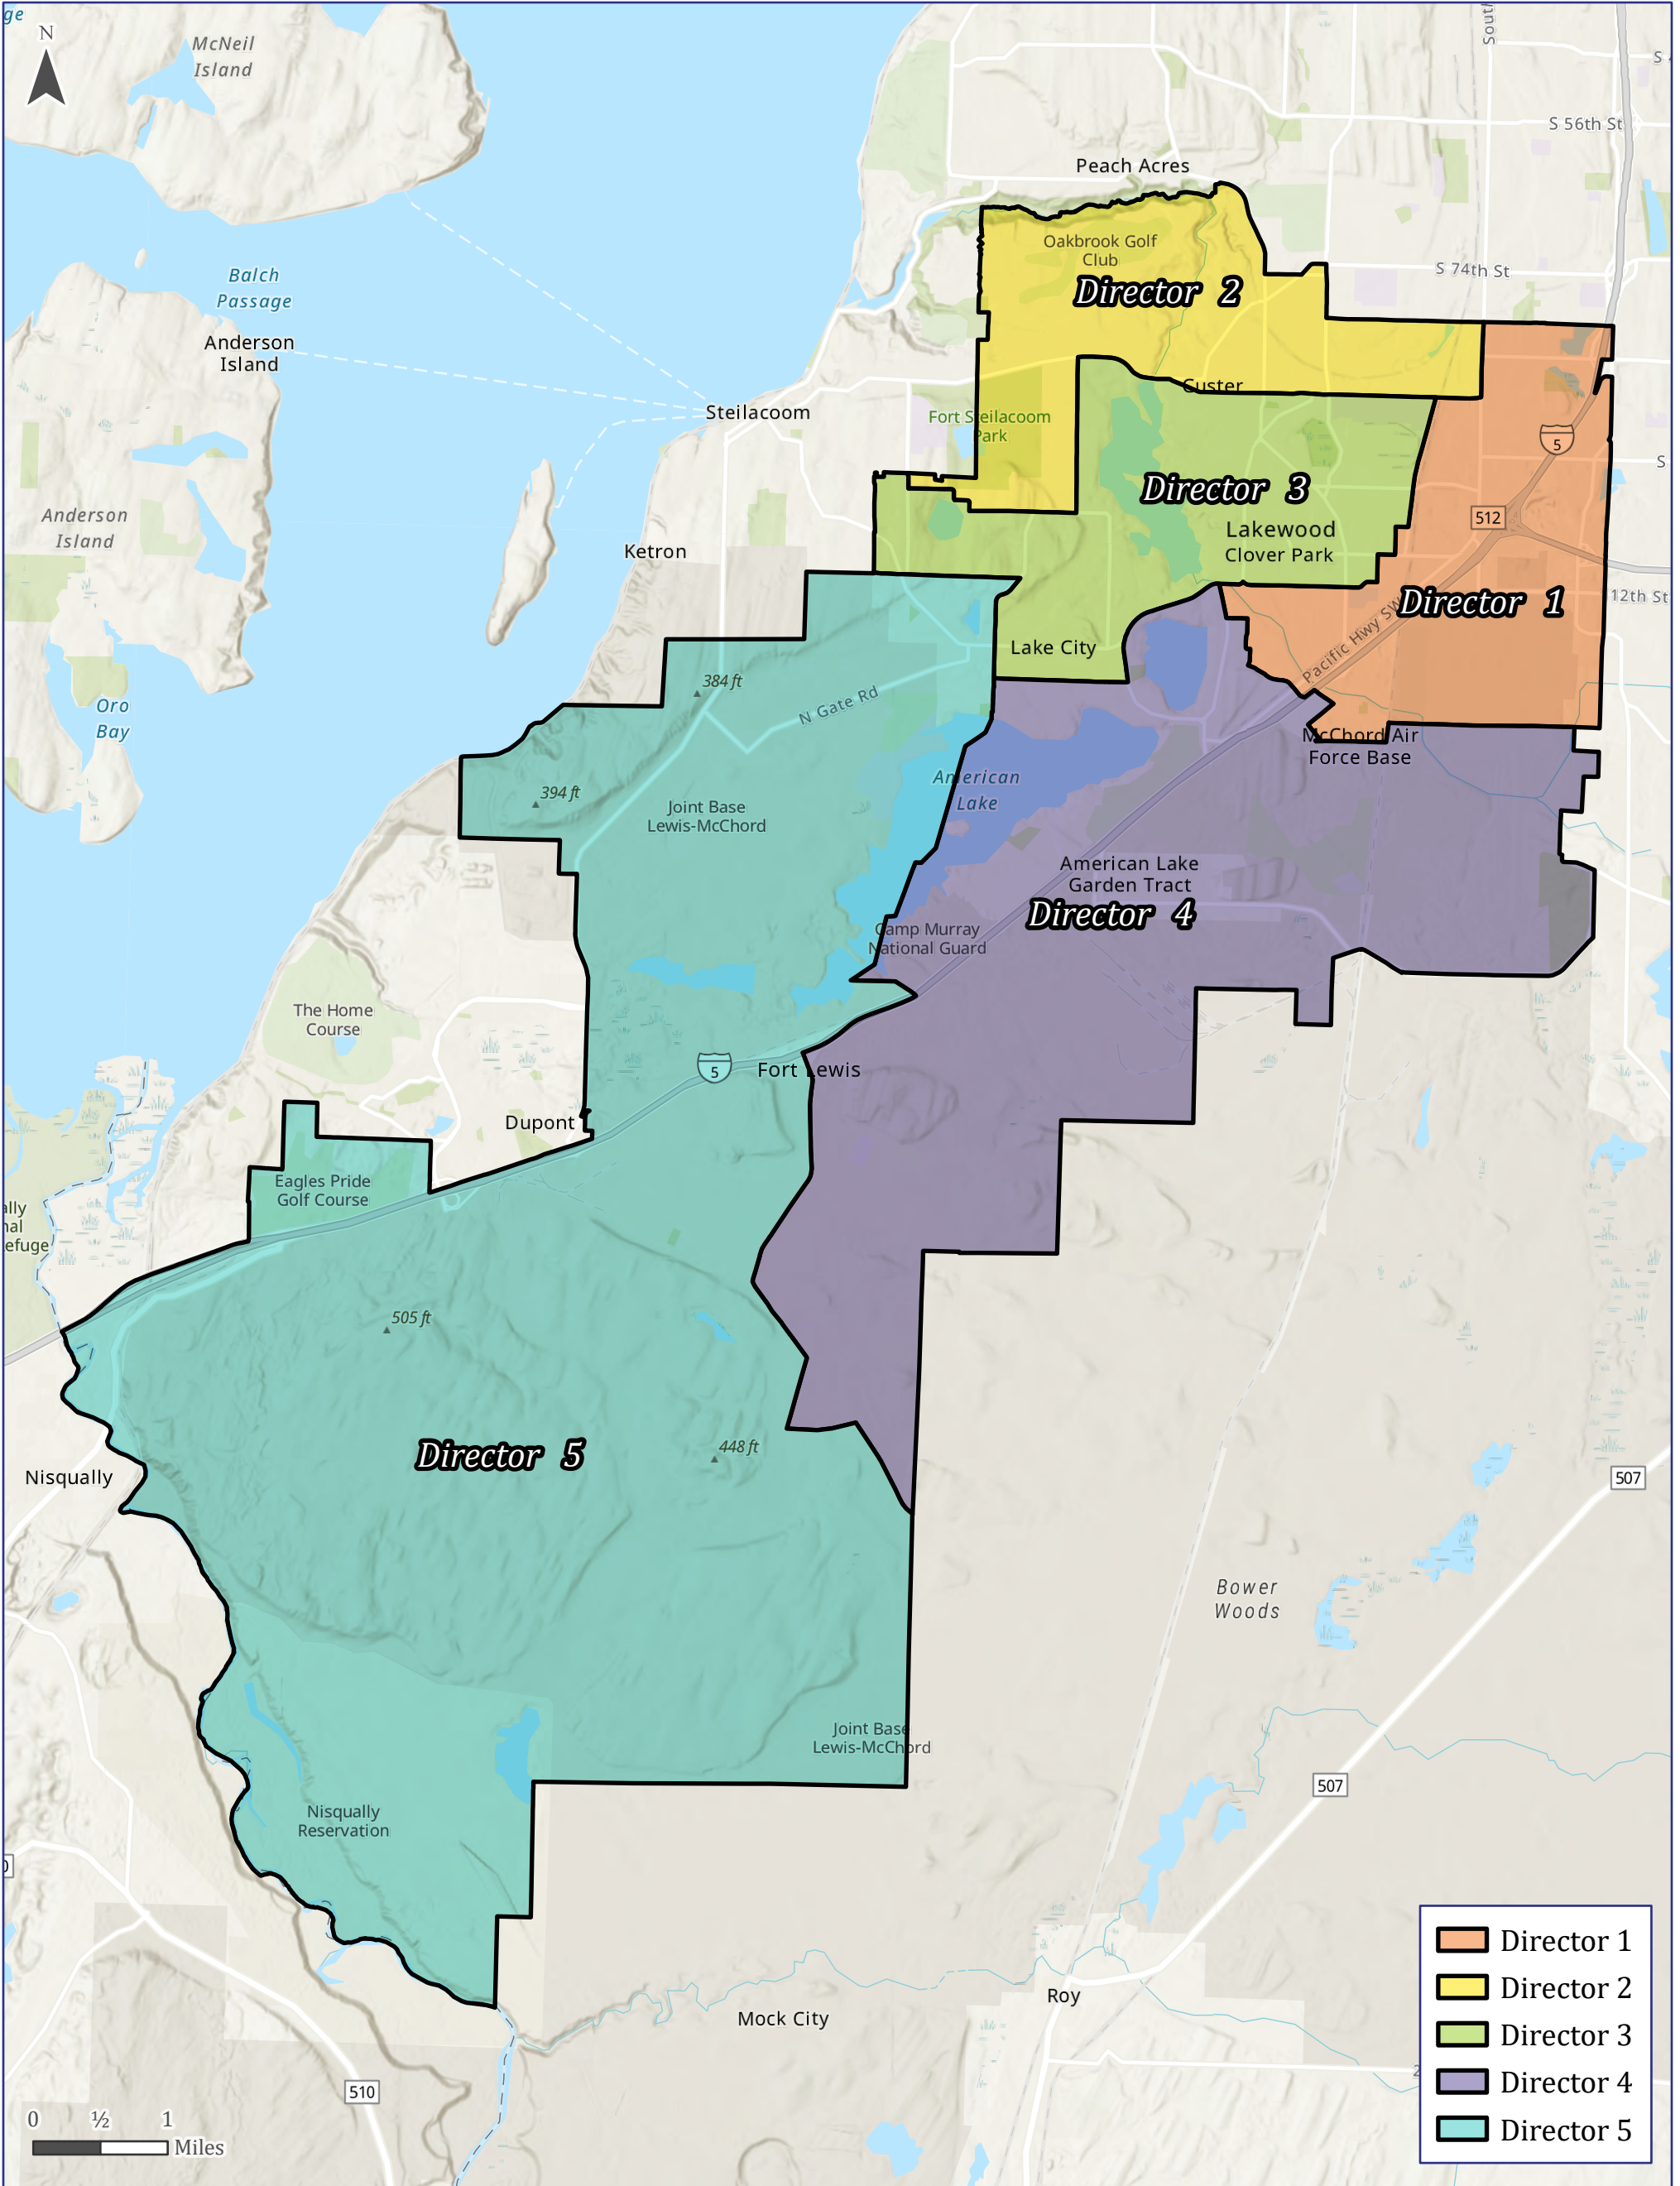 ge
N
McNeil
Island
South
S 56th St
Peach Acres
Oakbrook Golf
Club
Director 2
S 74th St
Balch
Passage
Anderson
Island
Custer
Steilacoom
Fort Steilacoom
Park
5
S
Director 3
512
Lakewood
Clover Park
Anderson
Island
Ketron
12th St
Director 1
Pacific Hwy SW
Lake City
384 ft
N Gate Rd
Oro
Bay
McChord Air
Force Base
American
Lake
394 ft
Joint Base
Lewis-McChord
American Lake
Garden Tract
Director 4
Camp Murray
National Guard
The Home
Course
5
Fort Lewis
Dupont
Eagles Pride
Golf Course
ally
nal
efuge
505 ft
Director 5
448 ft
Nisqually
507
Bower
Woods
Joint Base
Lewis-McChord
507
Nisqually
Reservation
Roy
Mock City
510
0 ½ 1
Miles
Director 1
Director 2
Director 3
Director 4
Director 5